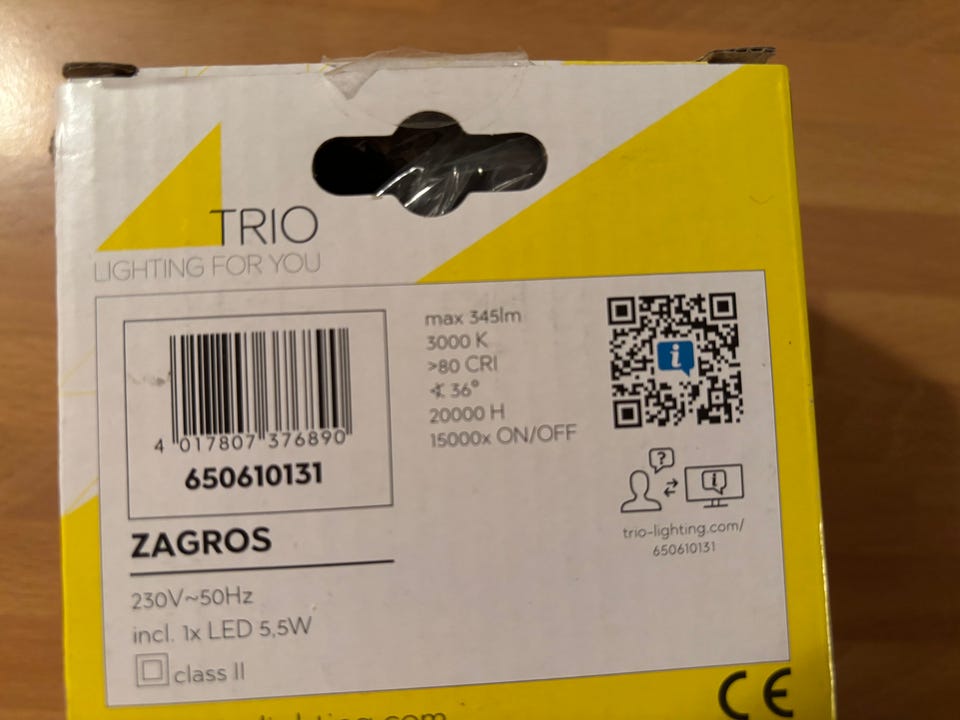 TRIO
LIGHTING FOR YOU
4 017807 376890
650610131
ZAGROS
230V~50Hz
incl. 1x LED 5,5W
class II
max 345lm
3000 K
>80 CRI
∢ 36°
20000 H
15000x ON/OFF
i
?
i
trio-lighting.com/
650610131
CE